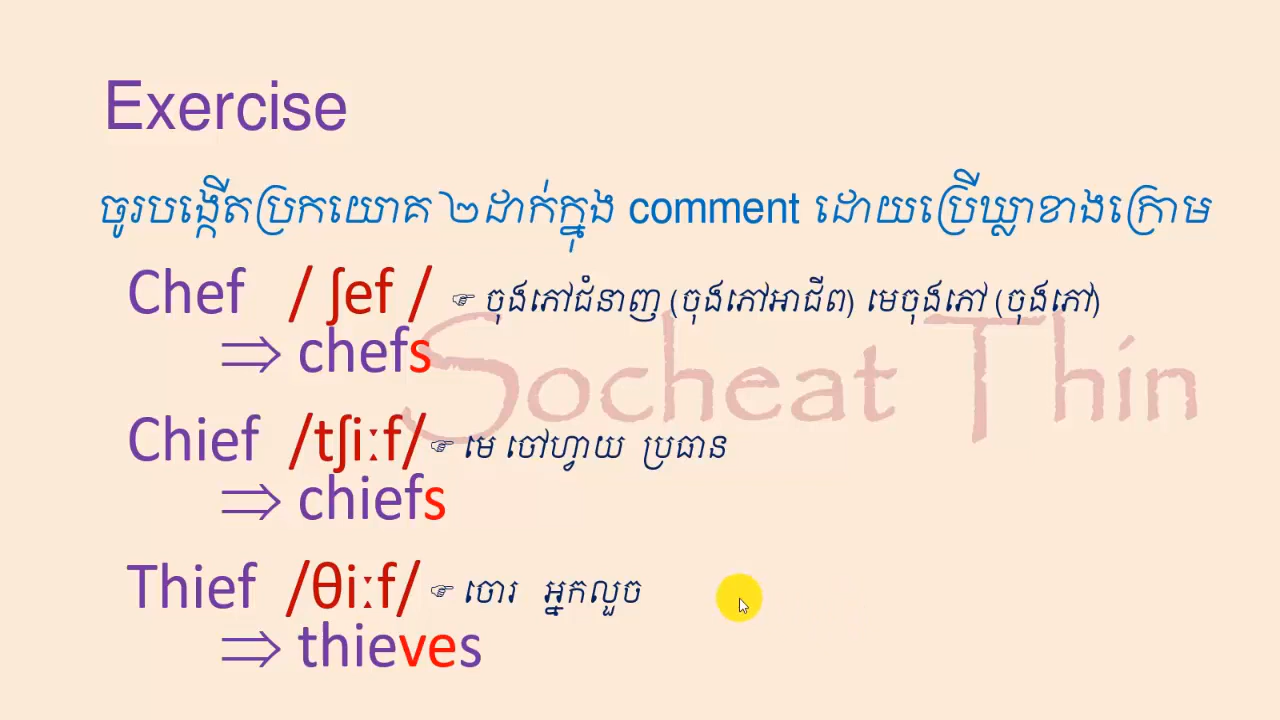 Exercise
ចូរបង្កើតប្រកយោគ ២ដាក់ក្នុង comment ដោយប្រើឃ្លាខាងក្រោម
Chef / ʃef / ☞ ចុងភៅជំនាញ (ចុងភៅអាជីព) មេចុងភៅ (ចុងភៅ)
⇒ chefs
Socheat Thin
Chief /tʃiːf/ ☞ មេ ចៅហ្វាយ ប្រធាន
⇒ chiefs
Thief /θiːf/ ☞ ចោរ អ្នកលួច
⇒ thieves